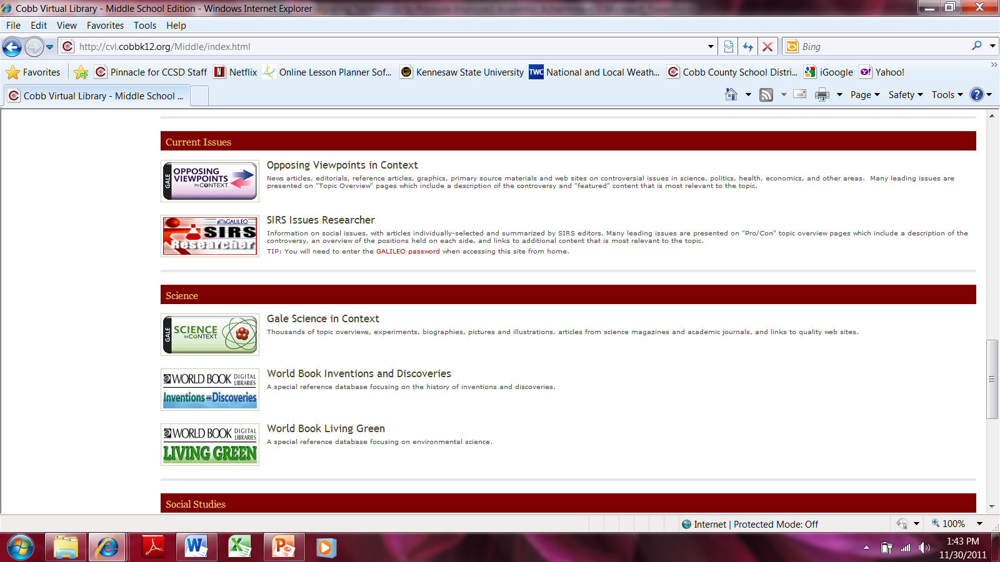 Cobb Virtual Library - Middle School Edition - Windows Internet Explorer
File Edit View Favorites Tools Help
http://cvl.cobbk12.org/Middle/index.html
Bing
Favorites Pinnacle for CCSD Staff Netflix Online Lesson Planner Sof... Kennesaw State University TWC National and Local Weath... Cobb County School Distri... iGoogle Yahoo!
Cobb Virtual Library - Middle School ...
Page Safety Tools
Current Issues
GALE OPPOSING VIEWPOINTS IN CONTEXT
Opposing Viewpoints in Context
News articles, editorials, reference articles, graphics, primary source materials and web sites on controversial issues in science, politics, health, economics, and other areas. Many leading issues are
presented on "Topic Overview" pages which include a description of the controversy and "featured" content that is most relevant to the topic.
GALILEO SIRS Researcher
SIRS Issues Researcher
Information on social issues, with articles individually-selected and summarized by SIRS editors. Many leading issues are presented on "Pro/Con" topic overview pages which include a description of the
controversy, an overview of the positions held on each side, and links to additional content that is most relevant to the topic.
TIP: You will need to enter the GALILEO password when accessing this site from home.
Science
GALE SCIENCE IN CONTEXT
Gale Science in Context
Thousands of topic overviews, experiments, biographies, pictures and illustrations, articles from science magazines and academic journals, and links to quality web sites.
WORLD BOOK DIGITAL LIBRARIES
Inventions AND Discoveries
World Book Inventions and Discoveries
A special reference database focusing on the history of inventions and discoveries.
WORLD BOOK DIGITAL LIBRARIES
LIVING GREEN
World Book Living Green
A special reference database focusing on environmental science.
Social Studies
Internet | Protected Mode: Off
100%
1:43 PM
11/30/2011